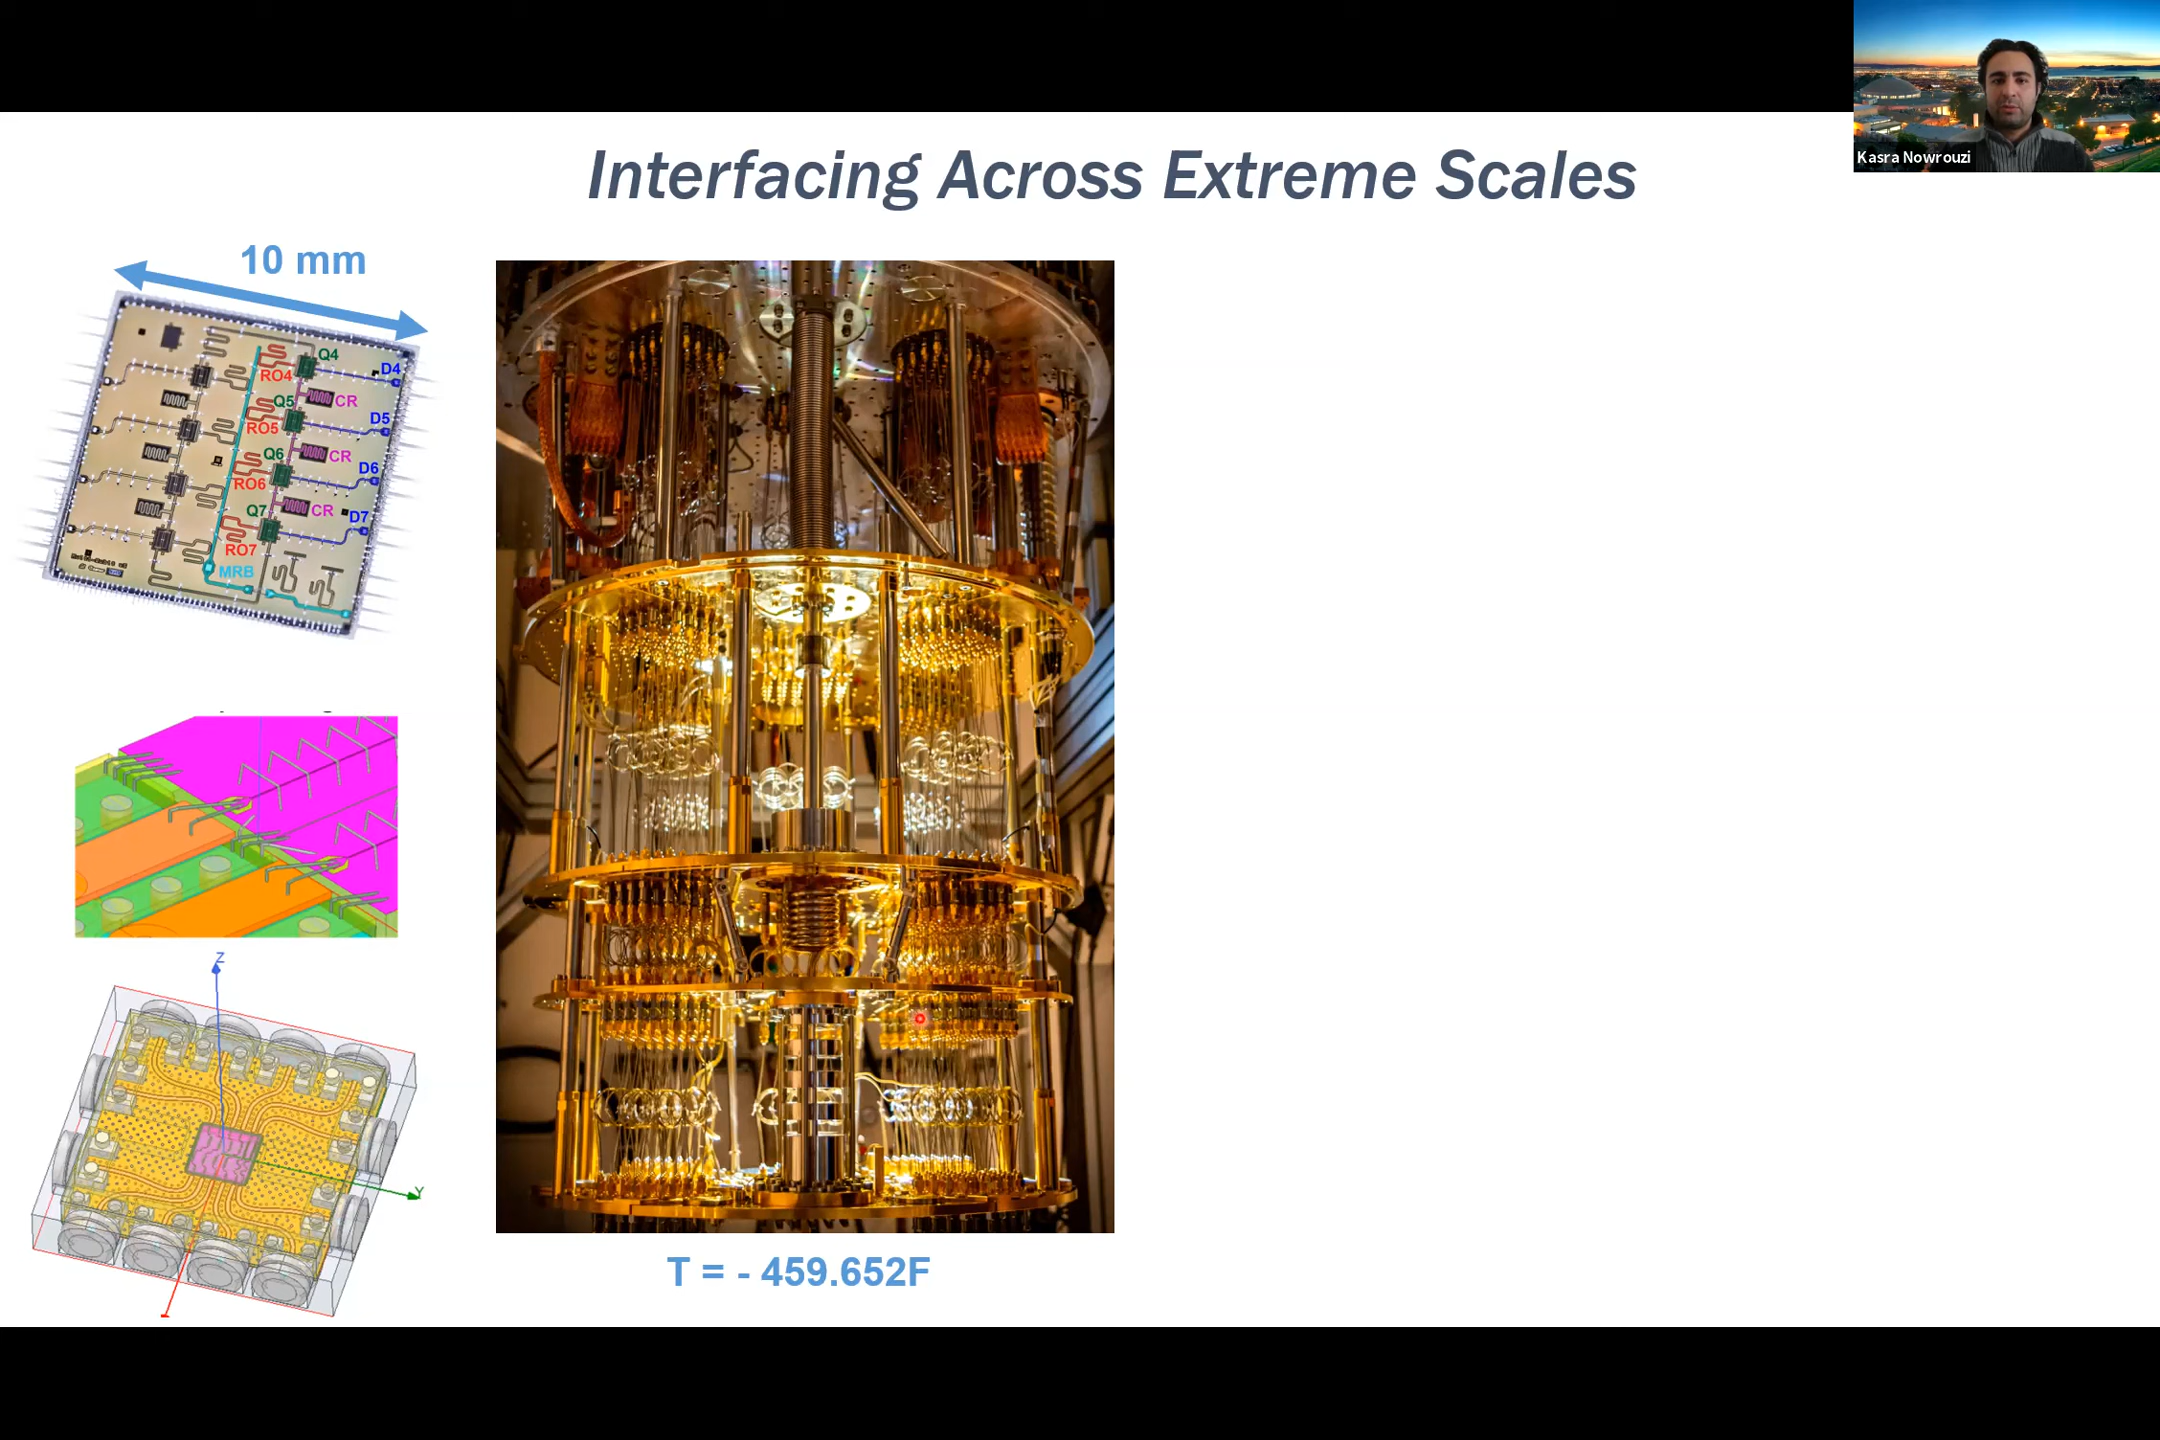 Kasra Nowrouzi
Interfacing Across Extreme Scales
10 mm
Q4
D4
RO4
CR
Q5
D5
RO5
CR
Q6
D6
RO6
CR
Q7
D7
RO7
MRB
Z
Y
T = - 459.652F